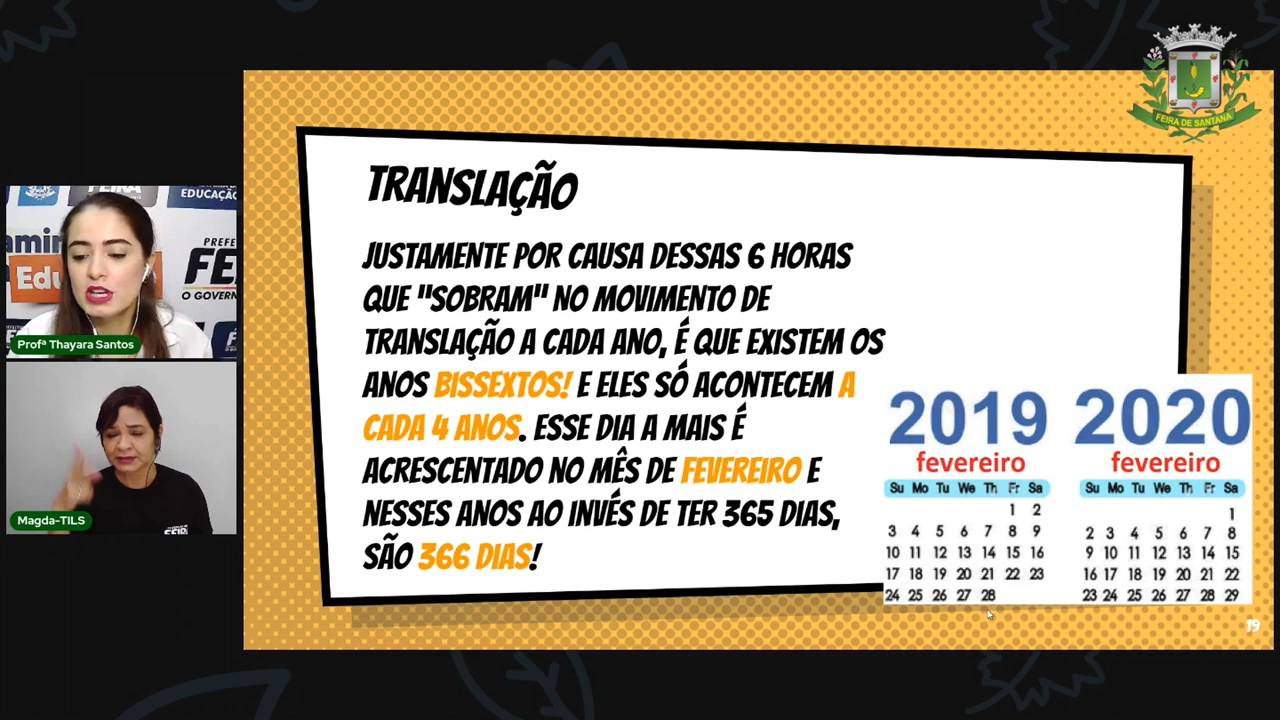 FEIRA DE SANTANA
EDUCAÇÃ
PREFE
Edu
O GOVERN
Profª Thayara Santos
Magda-TILS
TRANSLAÇÃO
JUSTAMENTE POR CAUSA DESSAS 6 HORAS
QUE "SOBRAM" NO MOVIMENTO DE
TRANSLAÇÃO A CADA ANO, É QUE EXISTEM OS
ANOS BISSEXTOS! E ELES SÓ ACONTECEM A
CADA 4 ANOS. ESSE DIA A MAIS É
ACRESCENTADO NO MÊS DE FEVEREIRO E
NESSES ANOS AO INVÉS DE TER 365 DIAS,
SÃO 366 DIAS!
2019
fevereiro
Su Mo Tu We Th Fr Sa
1 2
3 4 5 6 7 8 9
10 11 12 13 14 15 16
17 18 19 20 21 22 23
24 25 26 27 28
2020
fevereiro
Su Mo Tu We Th Fr Sa
1
2 3 4 5 6 7 8
9 10 11 12 13 14 15
16 17 18 19 20 21 22
23 24 25 26 27 28 29
19